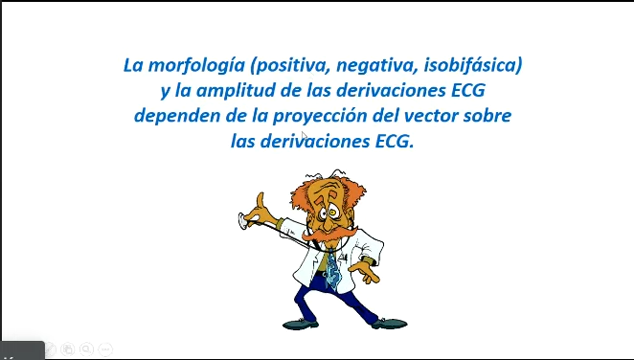 La morfología (positiva, negativa, isobifásica)
y la amplitud de las derivaciones ECG
dependen de la proyección del vector sobre
las derivaciones ECG.